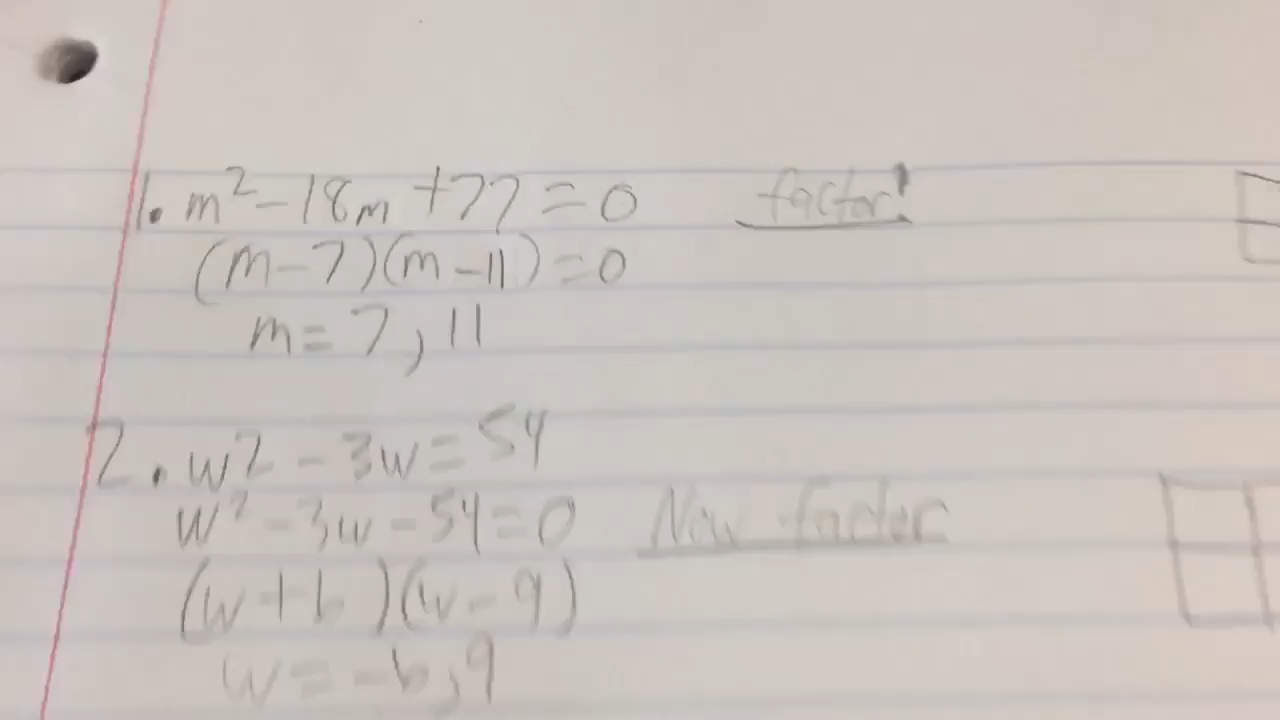 1. m² - 18m + 77 = 0 factor!
(m - 7)(m - 11) = 0
m = 7, 11
2. w2 - 3w = 54
w² - 3w - 54 = 0 Now factor
(w + 6)(w - 9)
w = -6, 9